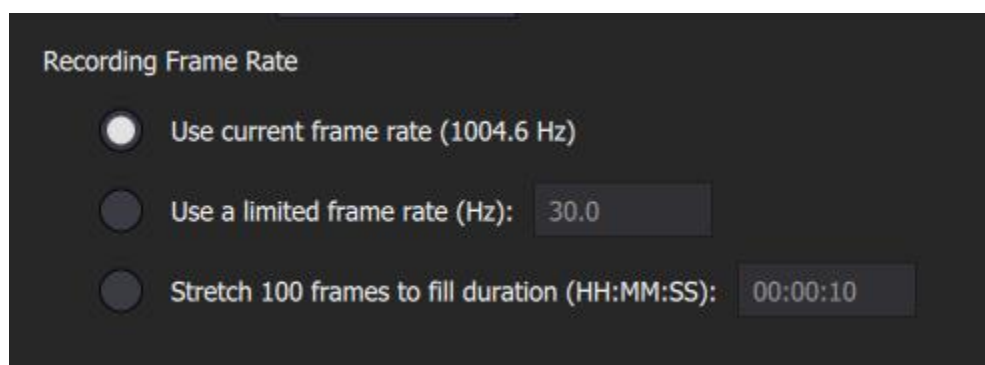 Recording Frame Rate
Use current frame rate (1004.6 Hz)
Use a limited frame rate (Hz): 30.0
Stretch 100 frames to fill duration (HH:MM:SS): 00:00:10